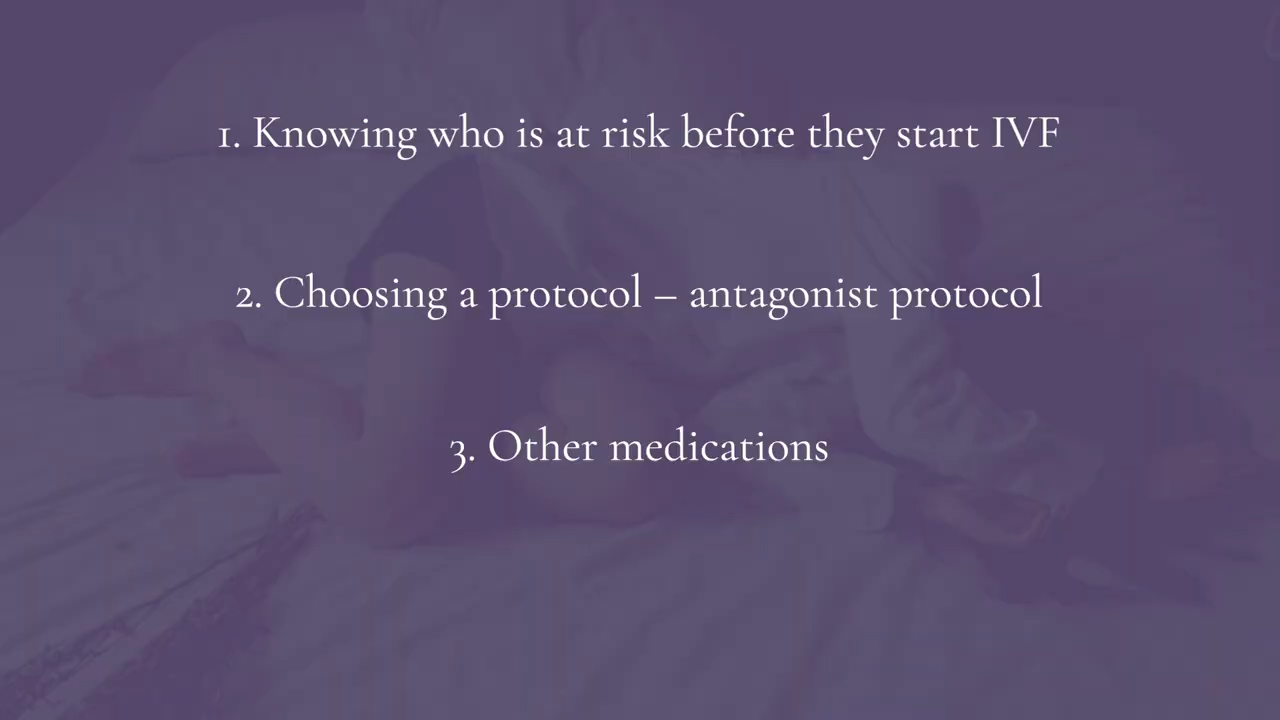 1. Knowing who is at risk before they start IVF
2. Choosing a protocol – antagonist protocol
3. Other medications